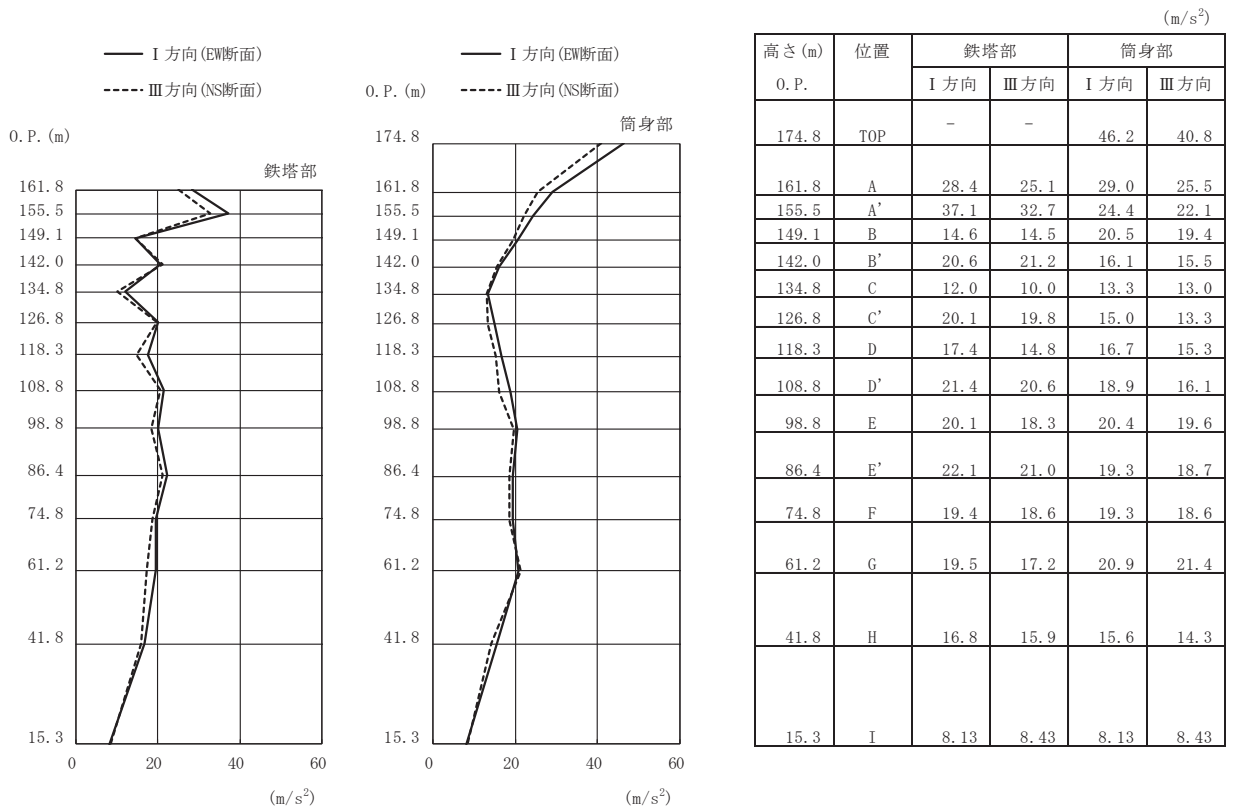 Ⅰ方向(EW断面)
Ⅲ方向(NS断面)
O.P.(m)
鉄塔部
161.8
155.5
149.1
142.0
134.8
126.8
118.3
108.8
98.8
86.4
74.8
61.2
41.8
15.3
0 20 40 60
(m/s²)
Ⅰ方向(EW断面)
Ⅲ方向(NS断面)
O.P.(m)
筒身部
174.8
161.8
155.5
149.1
142.0
134.8
126.8
118.3
108.8
98.8
86.4
74.8
61.2
41.8
15.3
0 20 40 60
(m/s²)
(m/s²)
高さ(m) 位置 鉄塔部 筒身部
O.P. Ⅰ方向 Ⅲ方向 Ⅰ方向 Ⅲ方向
174.8 TOP － － 46.2 40.8
161.8 A 28.4 25.1 29.0 25.5
155.5 A' 37.1 32.7 24.4 22.1
149.1 B 14.6 14.5 20.5 19.4
142.0 B' 20.6 21.2 16.1 15.5
134.8 C 12.0 10.0 13.3 13.0
126.8 C' 20.1 19.8 15.0 13.3
118.3 D 17.4 14.8 16.7 15.3
108.8 D' 21.4 20.6 18.9 16.1
98.8 E 20.1 18.3 20.4 19.6
86.4 E' 22.1 21.0 19.3 18.7
74.8 F 19.4 18.6 19.3 18.6
61.2 G 19.5 17.2 20.9 21.4
41.8 H 16.8 15.9 15.6 14.3
15.3 I 8.13 8.43 8.13 8.43